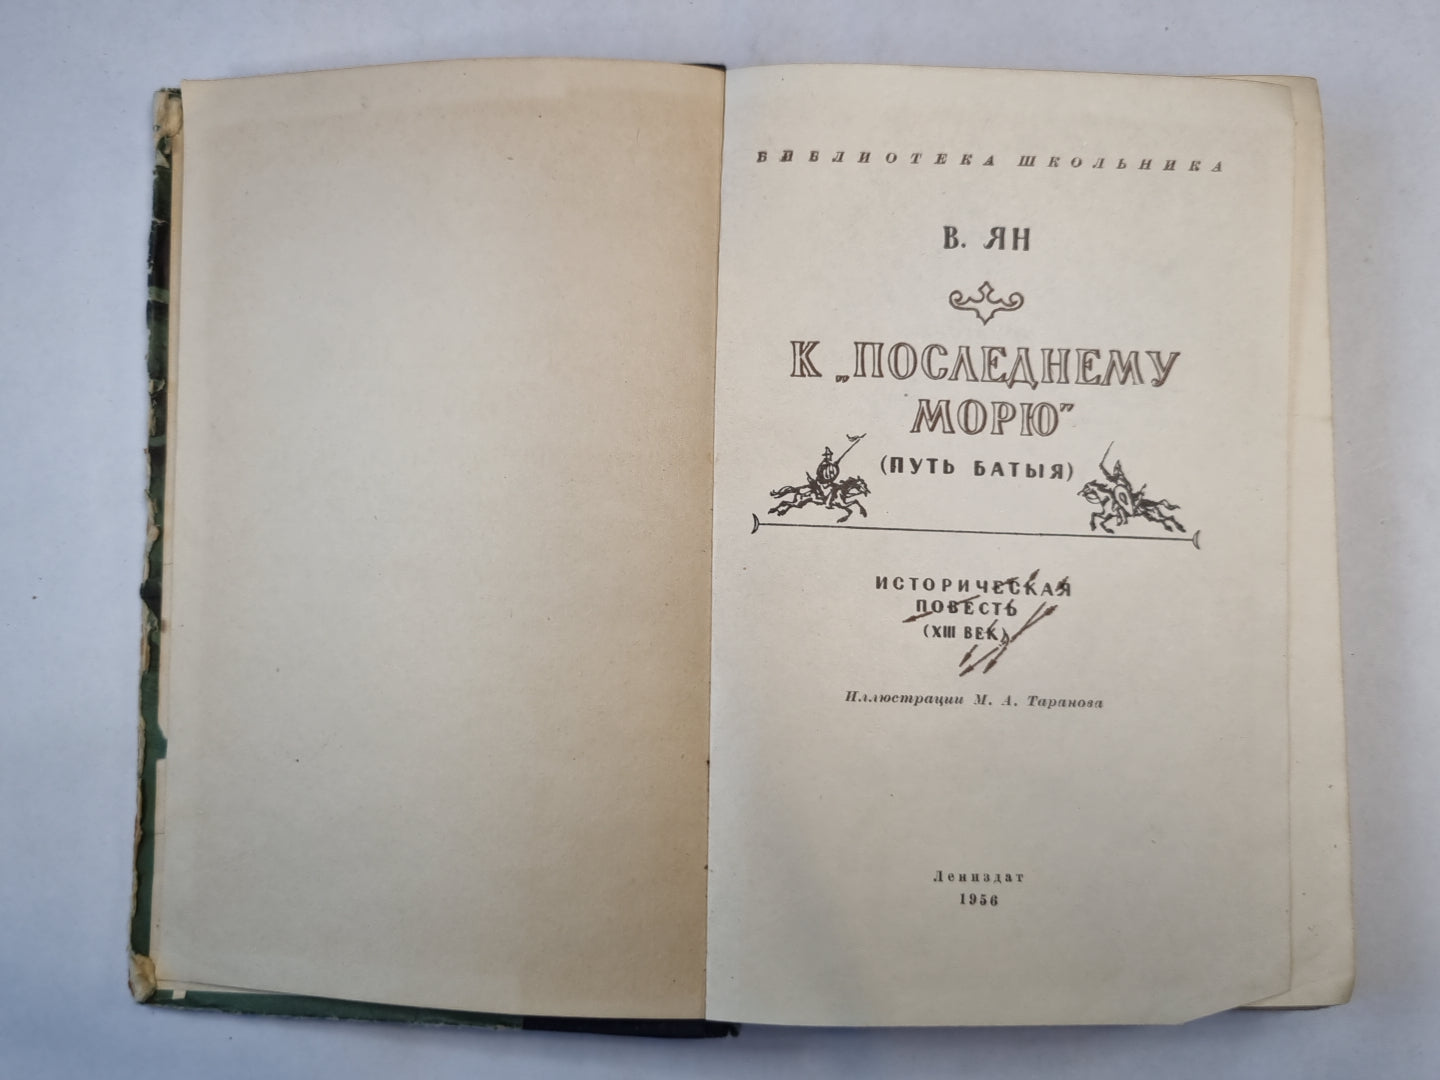 БИБЛИОТЕКА ШКОЛЬНИКА
В. ЯН
К „ПОСЛЕДНЕМУ
МОРЮ"
(ПУТЬ БАТЫЯ)
ИСТОРИЧЕСКАЯ
ПОВЕСТЬ
(XIII ВЕК)
Иллюстрации М. А. Таранова
Лениздат
1956